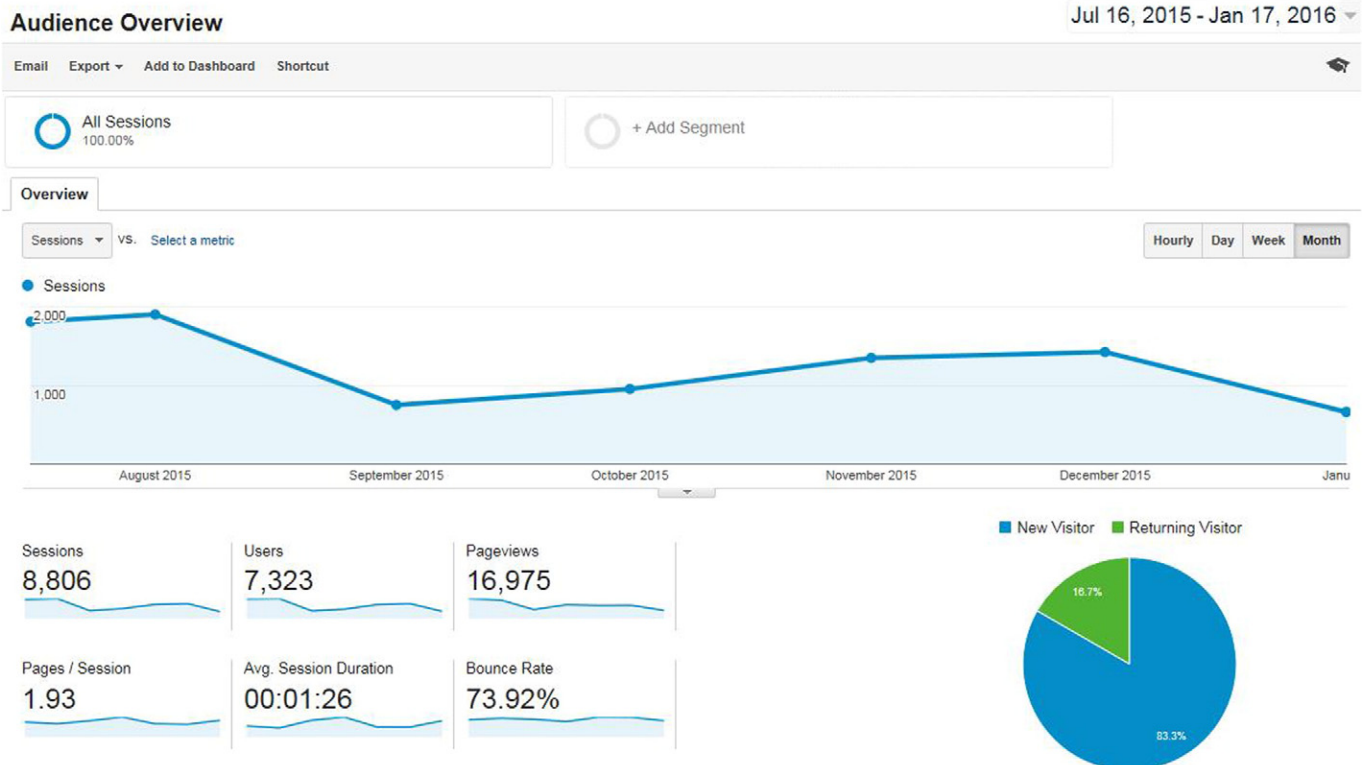 Audience Overview
Jul 16, 2015 - Jan 17, 2016
Email Export Add to Dashboard Shortcut
All Sessions
100.00%
+ Add Segment
Overview
Sessions VS. Select a metric
Hourly Day Week Month
Sessions
2,000
1,000
August 2015 September 2015 October 2015 November 2015 December 2015 Janu
New Visitor Returning Visitor
Sessions
8,806
Users
7,323
Pageviews
16,975
Pages / Session
1.93
Avg. Session Duration
00:01:26
Bounce Rate
73.92%
16.7%
83.3%